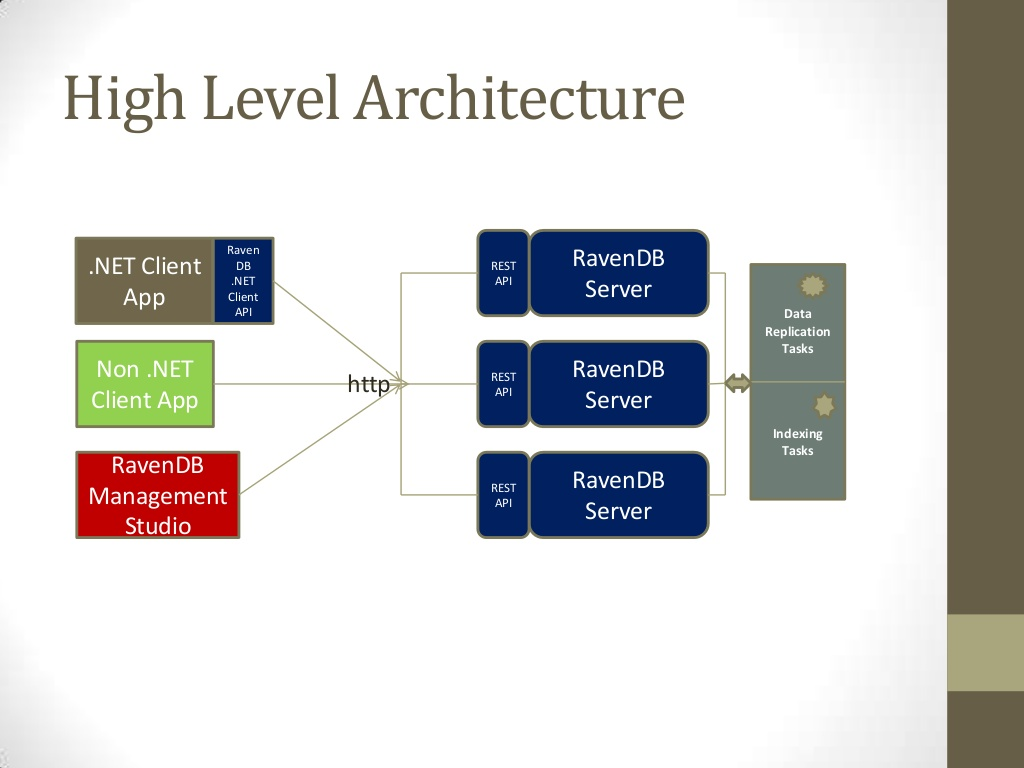 High Level Architecture
.NET Client
App
Raven
DB
.NET
Client
API
Non .NET
Client App
RavenDB
Management
Studio
http
REST
API
RavenDB
Server
REST
API
RavenDB
Server
REST
API
RavenDB
Server
Data
Replication
Tasks
Indexing
Tasks